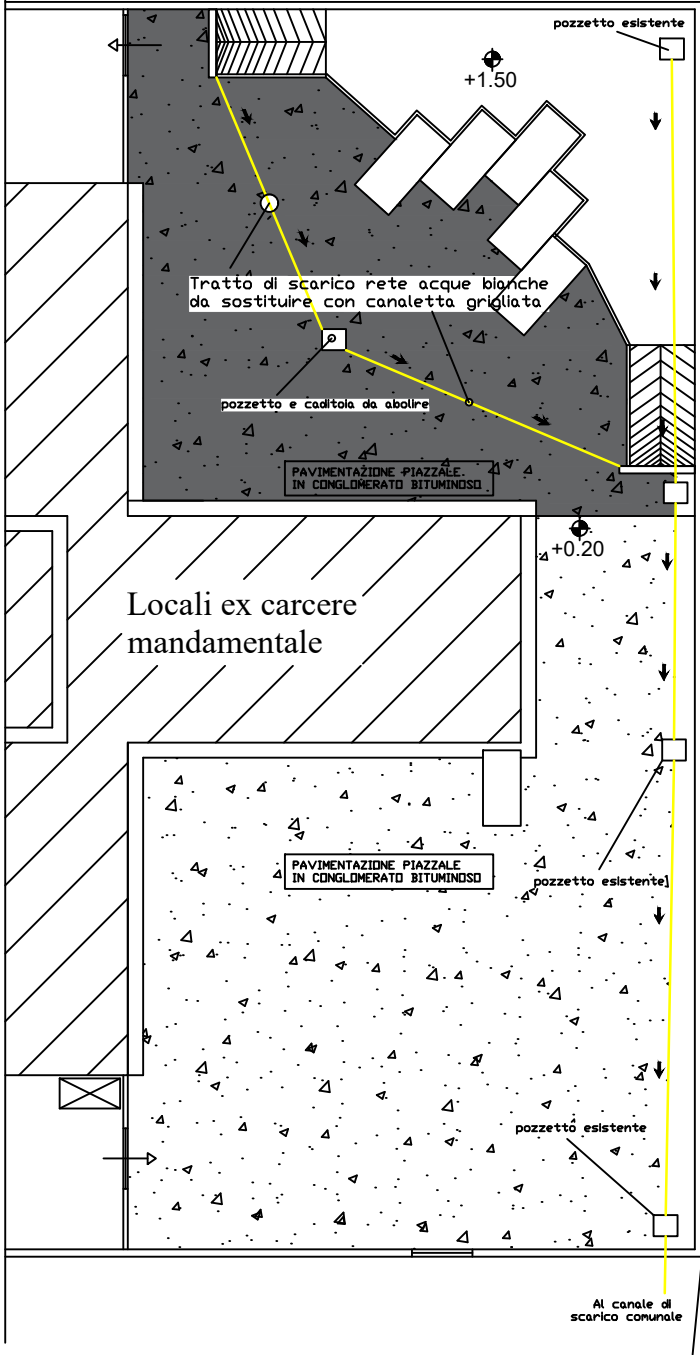 pozzetto esistente
+1.50
Tratto di scarico rete acque bianche
da sostituire con canaletta grigliata
pozzetto e caditoia da abolire
PAVIMENTAZIONE PIAZZALE
IN CONGLOMERATO BITUMINOSO
+0.20
Locali ex carcere
mandamentale
PAVIMENTAZIONE PIAZZALE
IN CONGLOMERATO BITUMINOSO
pozzetto esistente]
pozzetto esistente
Al canale di
scarico comunale